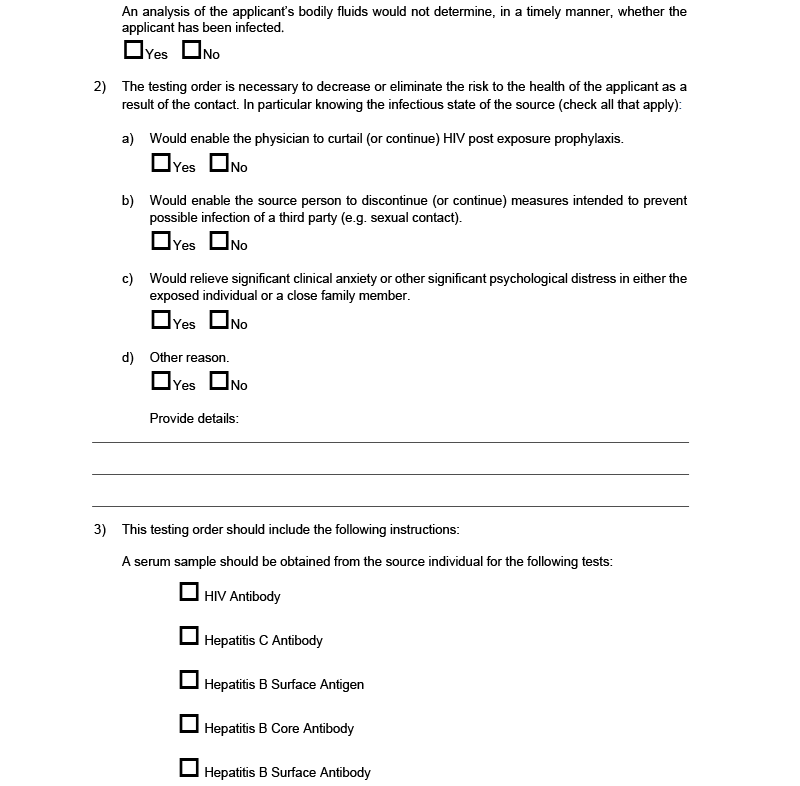 An analysis of the applicant's bodily fluids would not determine, in a timely manner, whether the
applicant has been infected.
Yes No
2) The testing order is necessary to decrease or eliminate the risk to the health of the applicant as a
result of the contact. In particular knowing the infectious state of the source (check all that apply):
a) Would enable the physician to curtail (or continue) HIV post exposure prophylaxis.
Yes No
b) Would enable the source person to discontinue (or continue) measures intended to prevent
possible infection of a third party (e.g. sexual contact).
Yes No
c) Would relieve significant clinical anxiety or other significant psychological distress in either the
exposed individual or a close family member.
Yes No
d) Other reason.
Yes No
Provide details:
3) This testing order should include the following instructions:
A serum sample should be obtained from the source individual for the following tests:
HIV Antibody
Hepatitis C Antibody
Hepatitis B Surface Antigen
Hepatitis B Core Antibody
Hepatitis B Surface Antibody